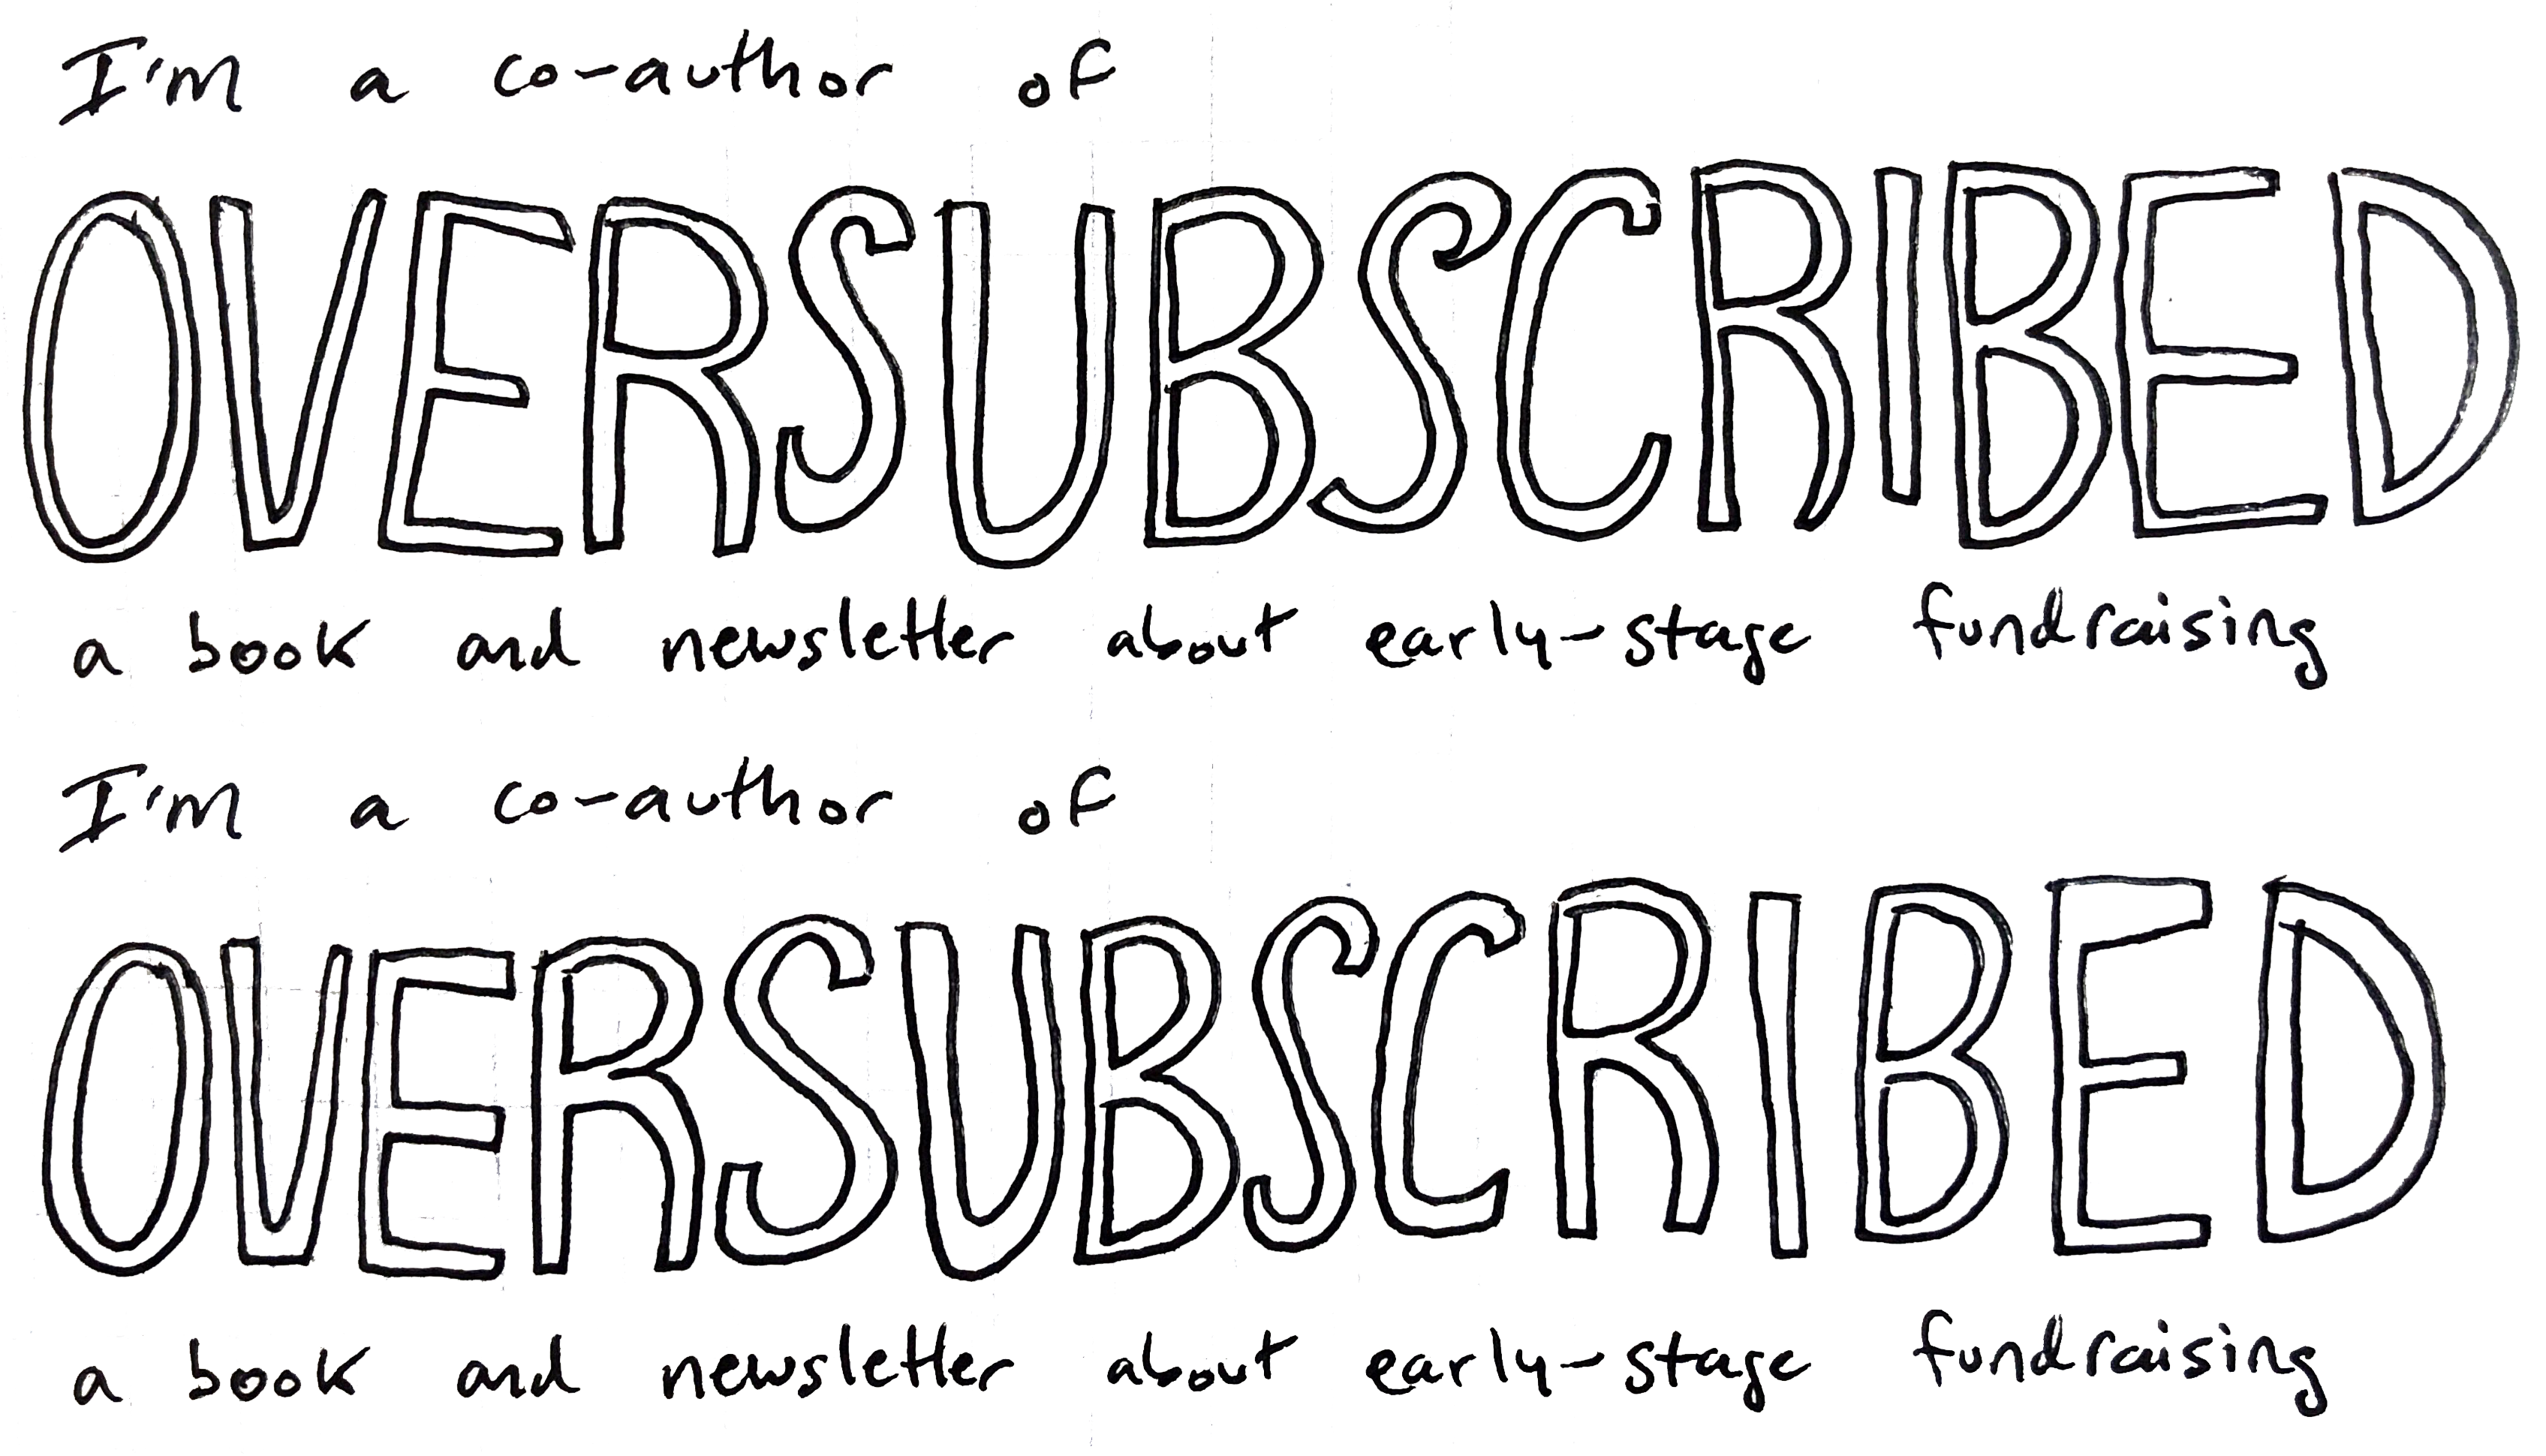 I'm a co-author of
OVERSUBSCRIBED
a book and newsletter about early-stage fundraising
I'm a co-author of
OVERSUBSCRIBED
a book and newsletter about early-stage fundraising